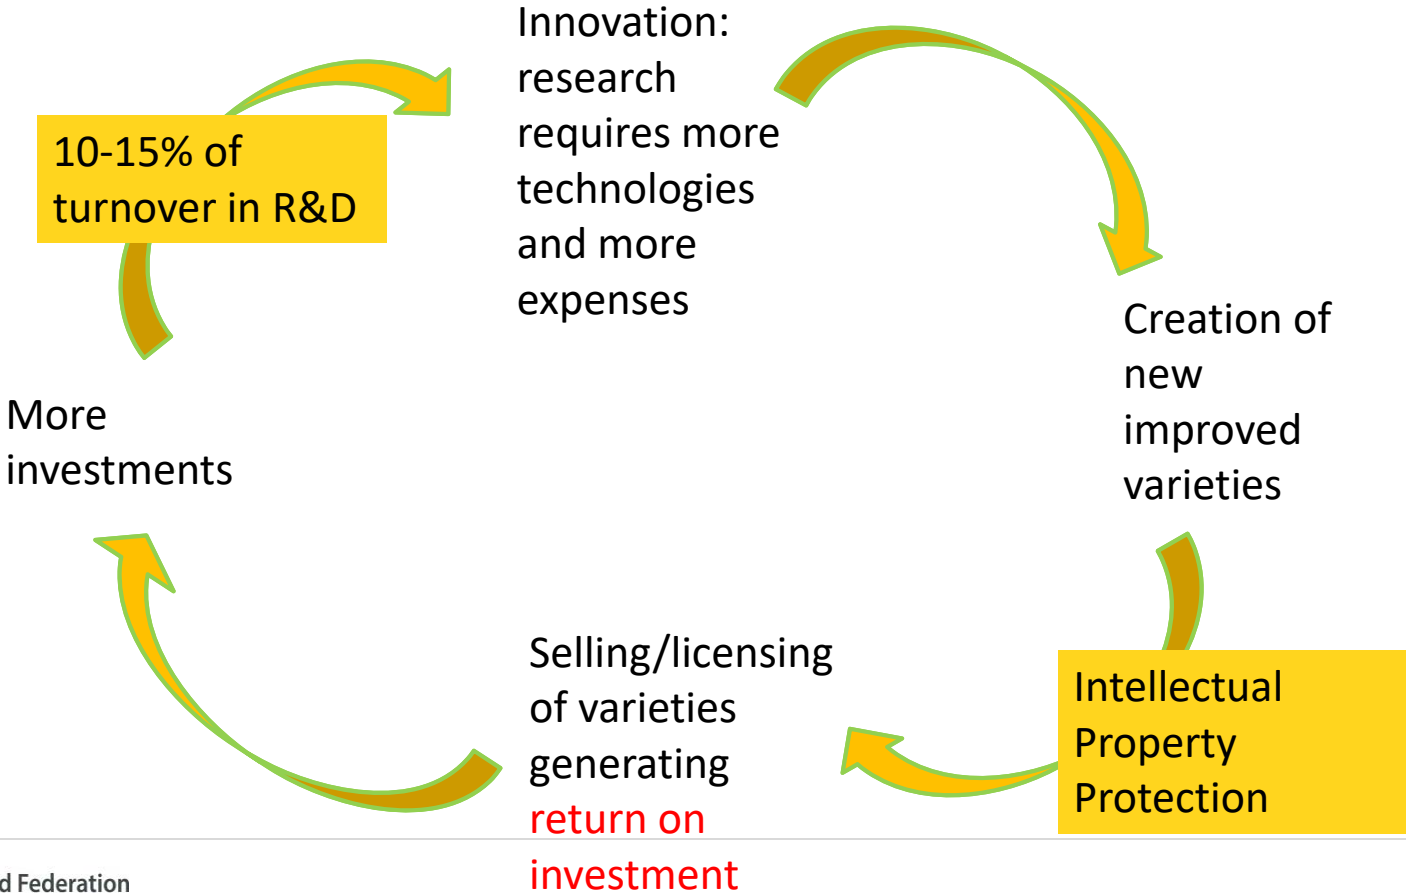 Innovation:
research
requires more
technologies
and more
expenses
10-15% of
turnover in R&D
Creation of
new
improved
varieties
More
investments
Selling/licensing
of varieties
generating
return on
investment
Intellectual
Property
Protection
d Federation